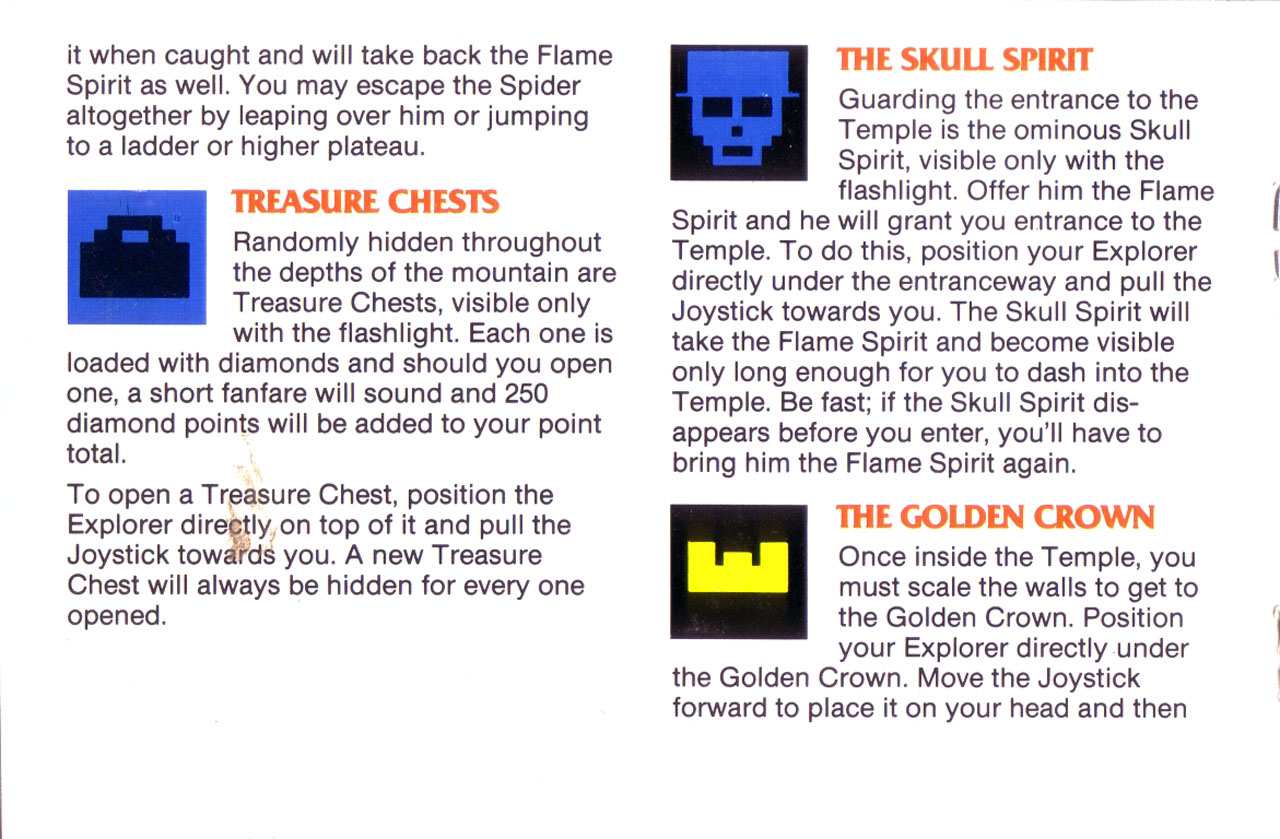 it when caught and will take back the Flame
Spirit as well. You may escape the Spider
altogether by leaping over him or jumping
to a ladder or higher plateau.
TREASURE CHESTS
Randomly hidden throughout
the depths of the mountain are
Treasure Chests, visible only
with the flashlight. Each one is
loaded with diamonds and should you open
one, a short fanfare will sound and 250
diamond points will be added to your point
total.
To open a Treasure Chest, position the
Explorer directly on top of it and pull the
Joystick towards you. A new Treasure
Chest will always be hidden for every one
opened.
THE SKULL SPIRIT
Guarding the entrance to the
Temple is the ominous Skull
Spirit, visible only with the
flashlight. Offer him the Flame
Spirit and he will grant you entrance to the
Temple. To do this, position your Explorer
directly under the entranceway and pull the
Joystick towards you. The Skull Spirit will
take the Flame Spirit and become visible
only long enough for you to dash into the
Temple. Be fast; if the Skull Spirit dis-
appears before you enter, you'll have to
bring him the Flame Spirit again.
THE GOLDEN CROWN
Once inside the Temple, you
must scale the walls to get to
the Golden Crown. Position
your Explorer directly under
the Golden Crown. Move the Joystick
forward to place it on your head and then